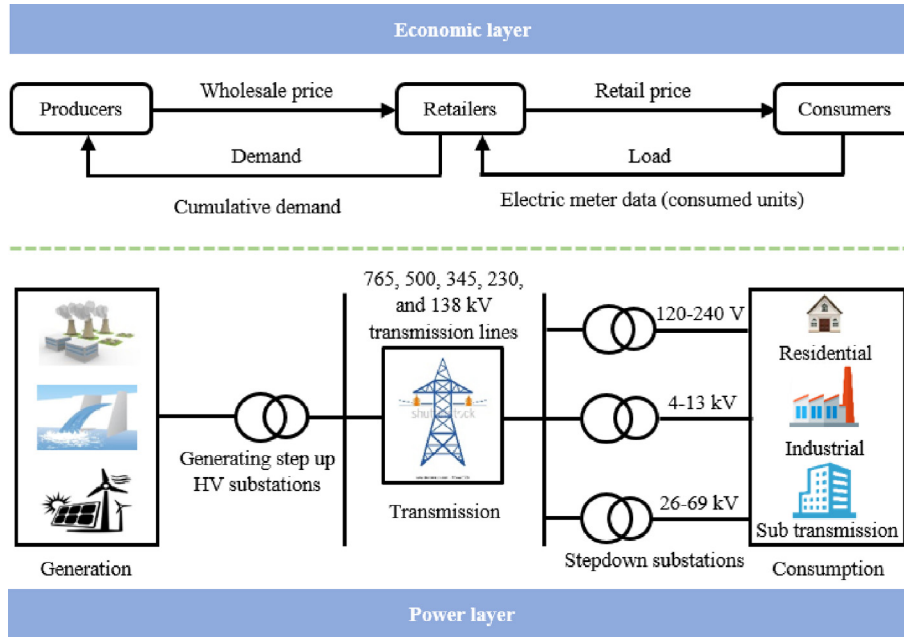 Economic layer
Producers
Wholesale price
Retailers
Retail price
Consumers
Demand
Load
Cumulative demand
Electric meter data (consumed units)
765, 500, 345, 230,
and 138 kV
transmission lines
120-240 V
Residential
4-13 kV
Industrial
Generating step up
HV substations
Transmission
26-69 kV
Sub transmission
Generation
Stepdown substations
Consumption
Power layer